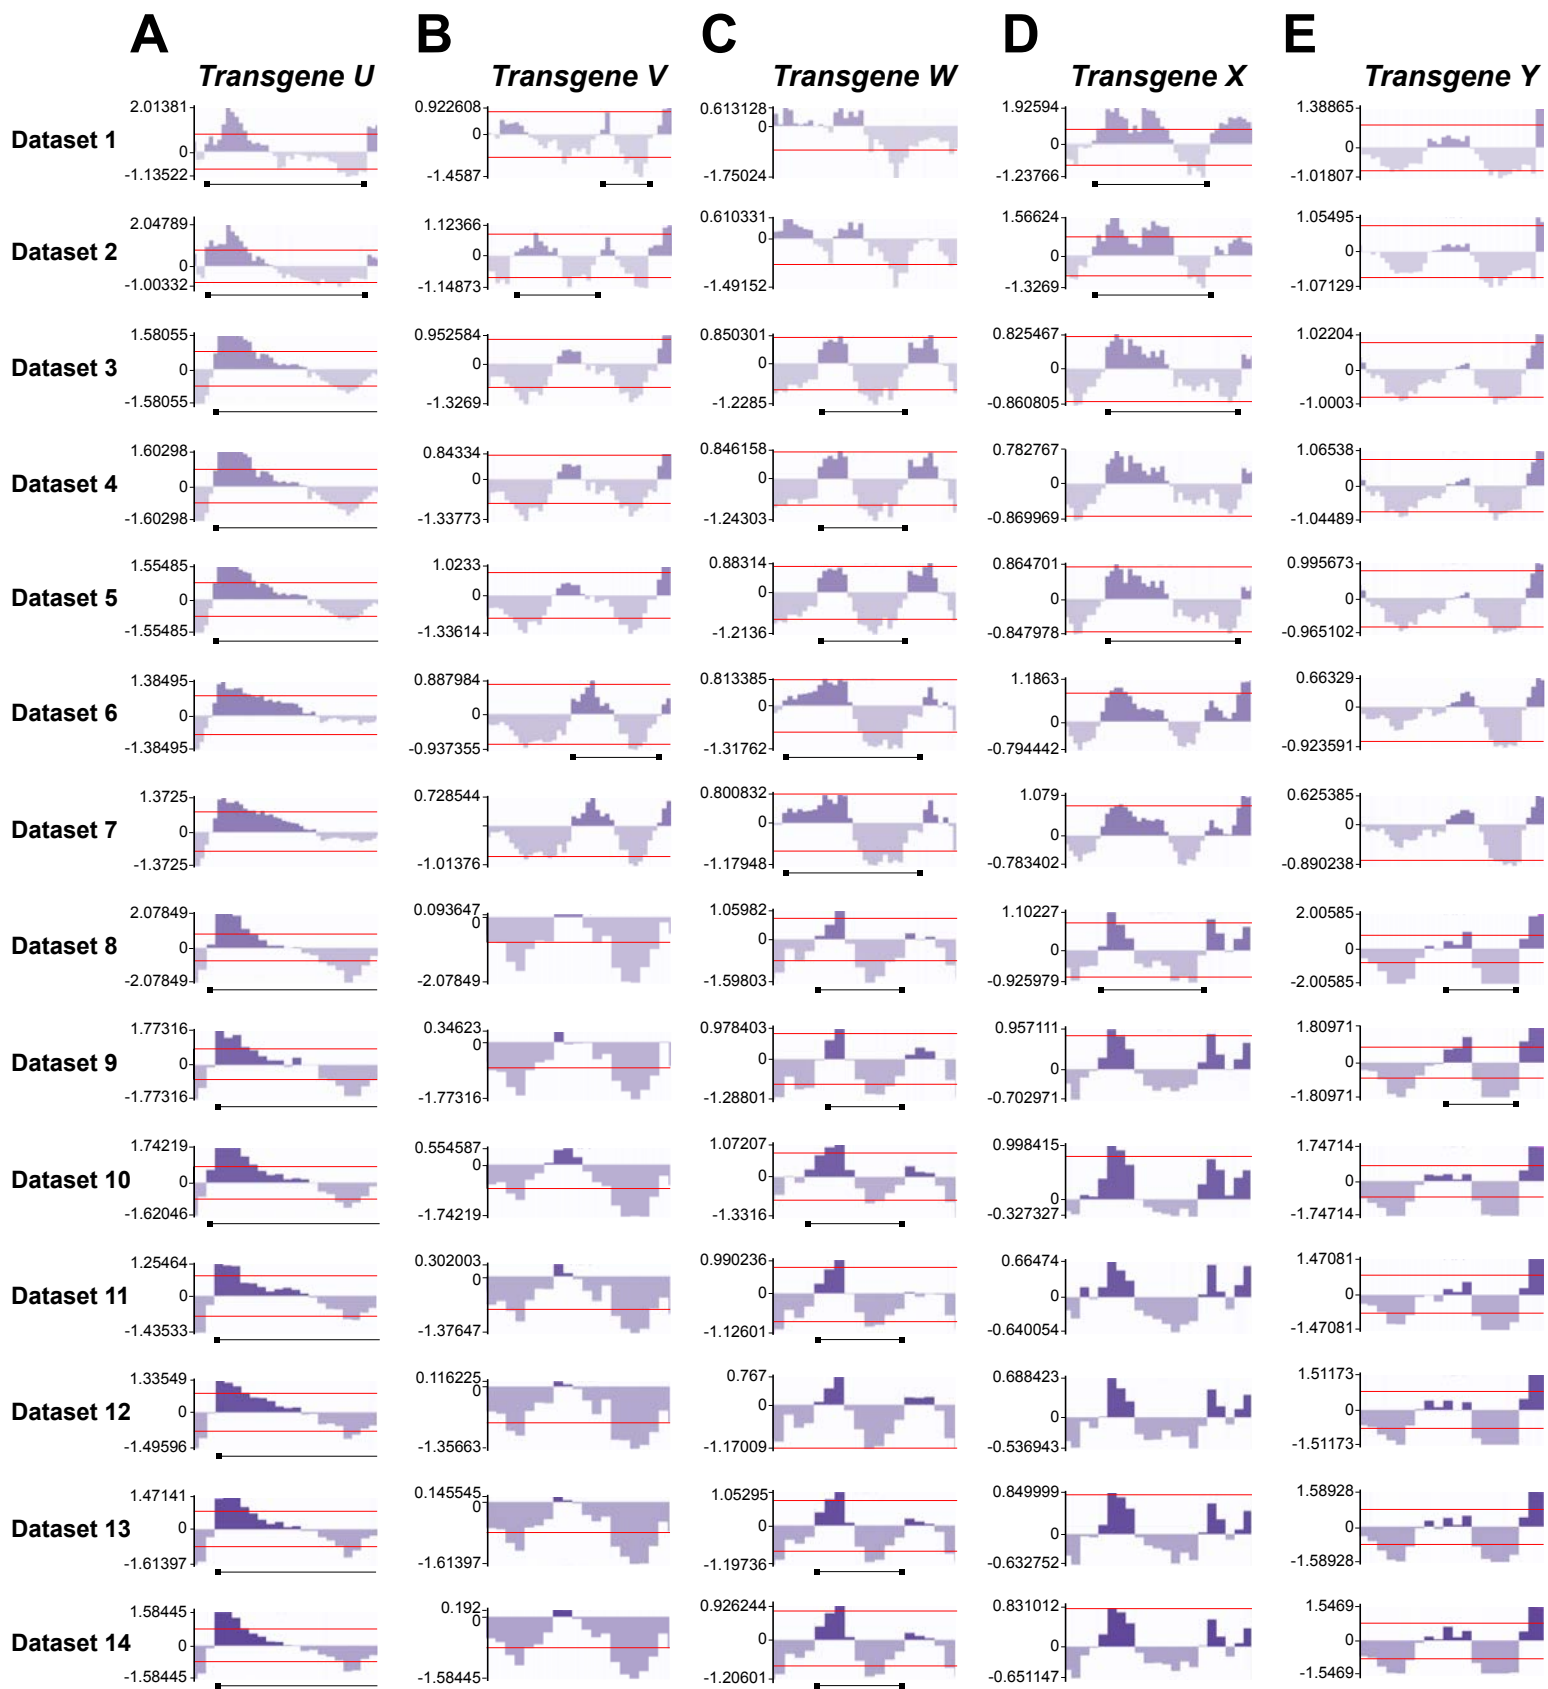 A B C D E
Transgene U Transgene V Transgene W Transgene X Transgene Y
Dataset 1
2.01381 0 -1.13522
0.922608 0 -1.4587
0.613128 0 -1.75024
1.92594 0 -1.23766
1.38865 0 -1.01807
Dataset 2
2.04789 0 -1.00332
1.12366 0 -1.14873
0.610331 0 -1.49152
1.56624 0 -1.3269
1.05495 0 -1.07129
Dataset 3
1.58055 0 -1.58055
0.952584 0 -1.3269
0.850301 0 -1.2285
0.825467 0 -0.860805
1.02204 0 -1.0003
Dataset 4
1.60298 0 -1.60298
0.84334 0 -1.33773
0.846158 0 -1.24303
0.782767 0 -0.869969
1.06538 0 -1.04489
Dataset 5
1.55485 0 -1.55485
1.0233 0 -1.33614
0.88314 0 -1.2136
0.864701 0 -0.847978
0.995673 0 -0.965102
Dataset 6
1.38495 0 -1.38495
0.887984 0 -0.937355
0.813385 0 -1.31762
1.1863 0 -0.794442
0.66329 0 -0.923591
Dataset 7
1.3725 0 -1.3725
0.728544 -1.01376
0.800832 0 -1.17948
1.079 0 -0.783402
0.625385 0 -0.890238
Dataset 8
2.07849 0 -2.07849
0.093647 0 -2.07849
1.05982 0 -1.59803
1.10227 0 -0.925979
2.00585 0 -2.00585
Dataset 9
1.77316 0 -1.77316
0.34623 0 -1.77316
0.978403 0 -1.28801
0.957111 0 -0.702971
1.80971 0 -1.80971
Dataset 10
1.74219 0 -1.62046
0.554587 0 -1.74219
1.07207 0 -1.3316
0.998415 0 -0.327327
1.74714 0 -1.74714
Dataset 11
1.25464 0 -1.43533
0.302003 0 -1.37647
0.990236 0 -1.12601
0.66474 0 -0.640054
1.47081 0 -1.47081
Dataset 12
1.33549 0 -1.49596
0.116225 0 -1.35663
0.767 0 -1.17009
0.688423 0 -0.536943
1.51173 0 -1.51173
Dataset 13
1.47141 0 -1.61397
0.145545 0 -1.61397
1.05295 0 -1.19736
0.849999 0 -0.632752
1.58928 0 -1.58928
Dataset 14
1.58445 0 -1.58445
0.192 0 -1.58445
0.926244 0 -1.20601
0.831012 0 -0.651147
1.5469 0 -1.5469